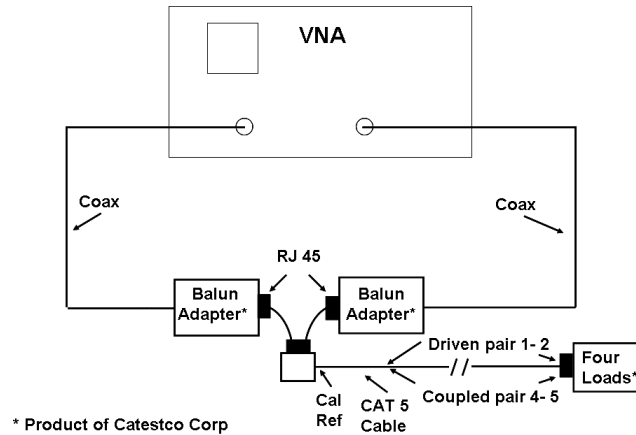 VNA
Coax
Coax
RJ 45
Balun
Adapter*
Balun
Adapter*
Driven pair 1- 2
Four
Loads*
Cal
Ref
CAT 5
Cable
Coupled pair 4- 5
* Product of Catestco Corp